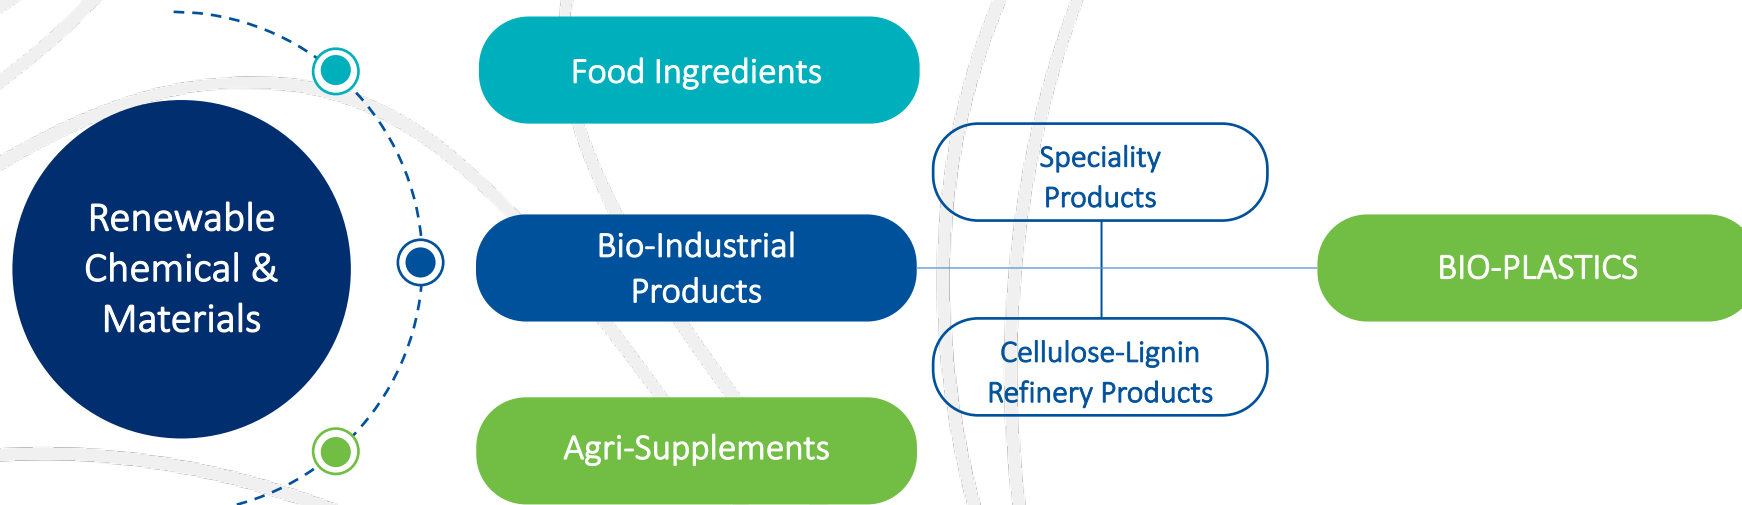 Renewable
Chemical &
Materials
Food Ingredients
Bio-Industrial
Products
Agri-Supplements
Speciality
Products
Cellulose-Lignin
Refinery Products
BIO-PLASTICS